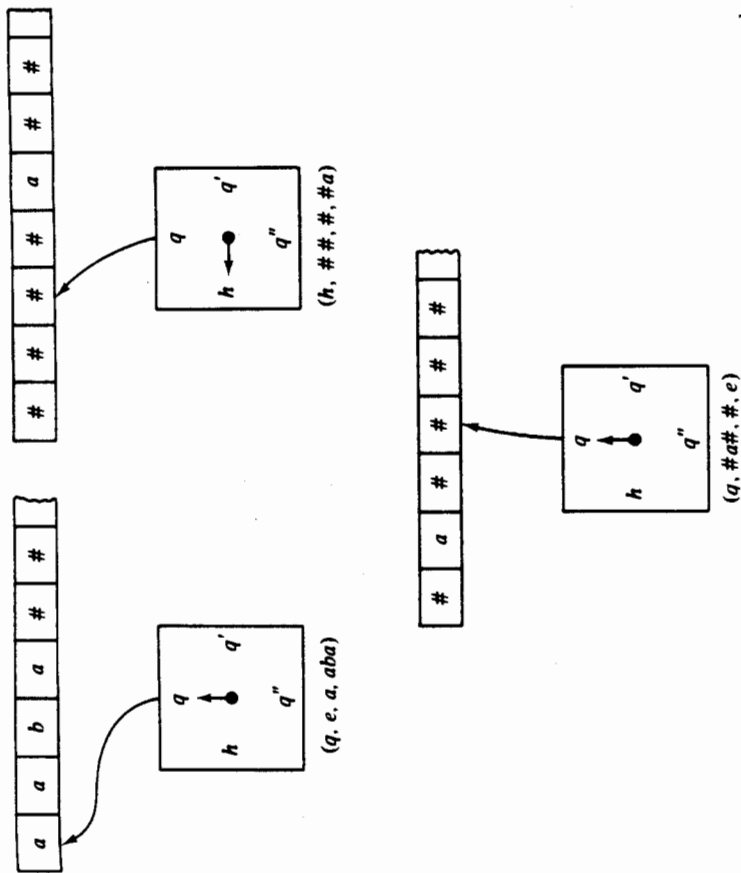 a a b a # #
q
h q'
q"
(q, e, a, aba)
# # # # a # #
q
h q'
q"
(h, ##, #, #a)
# a # # # #
q
h q'
q"
(q, #a#, #, e)